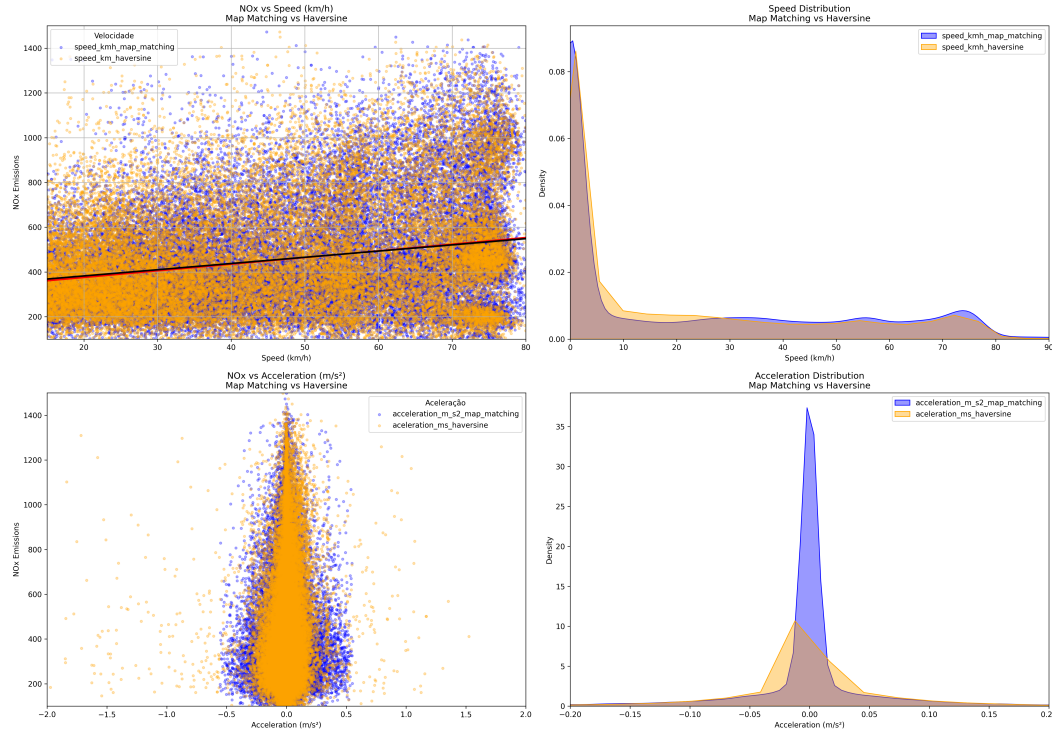 NOx vs Speed (km/h)
Map Matching vs Haversine
Velocidade
speed_kmh_map_matching
speed_km_haversine
NOx Emissions
1400
1200
1000
800
600
400
200
20 30 40 50 60 70 80
Speed (km/h)
Speed Distribution
Map Matching vs Haversine
speed_kmh_map_matching
speed_kmh_haversine
Density
0.08
0.06
0.04
0.02
0.00
0 10 20 30 40 50 60 70 80 90
Speed (km/h)
NOx vs Acceleration (m/s²)
Map Matching vs Haversine
Aceleração
acceleration_m_s2_map_matching
aceleration_ms_haversine
NOx Emissions
1400
1200
1000
800
600
400
200
−2.0 −1.5 −1.0 −0.5 0.0 0.5 1.0 1.5 2.0
Acceleration (m/s²)
Acceleration Distribution
Map Matching vs Haversine
acceleration_m_s2_map_matching
aceleration_ms_haversine
Density
35
30
25
20
15
10
5
0
−0.20 −0.15 −0.10 −0.05 0.00 0.05 0.10 0.15 0.20
Acceleration (m/s²)